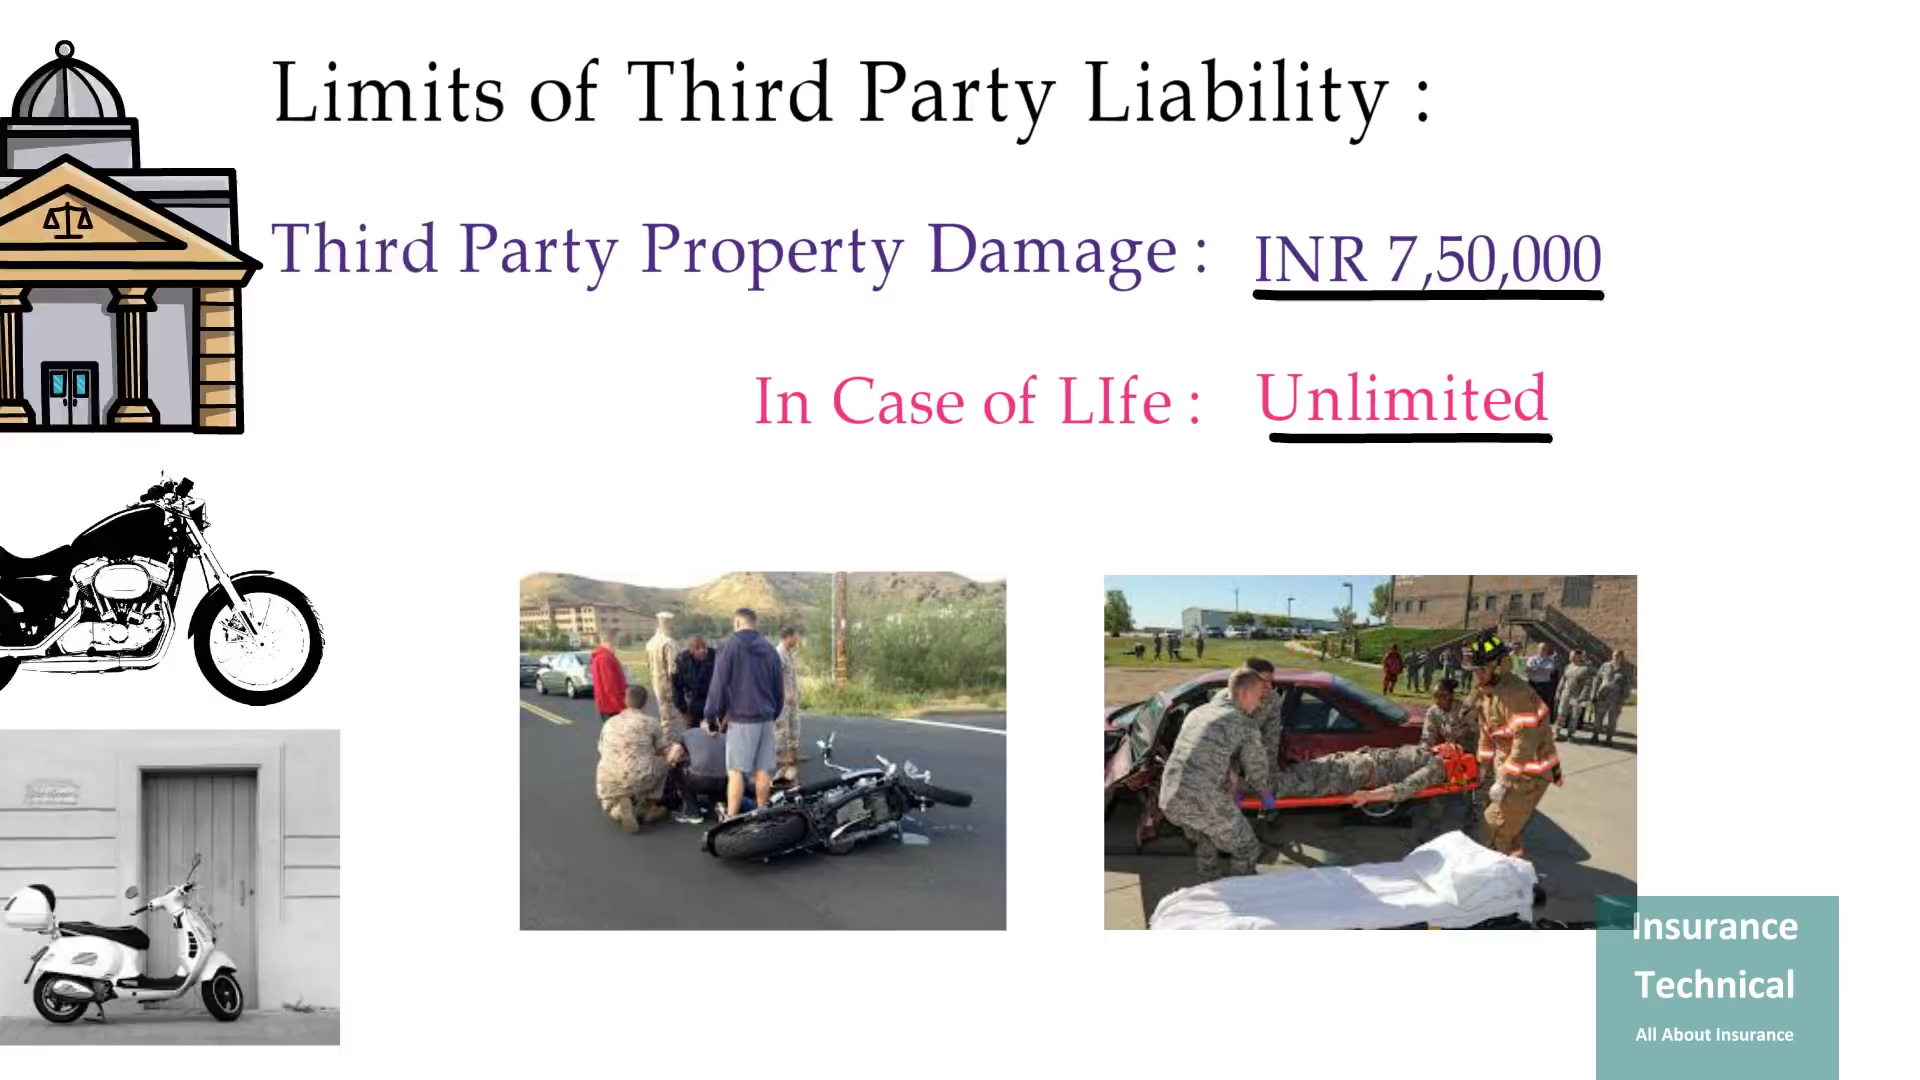 Limits of Third Party Liability :
Third Party Property Damage : INR 7,50,000
In Case of LIfe : Unlimited
Insurance
Technical
All About Insurance